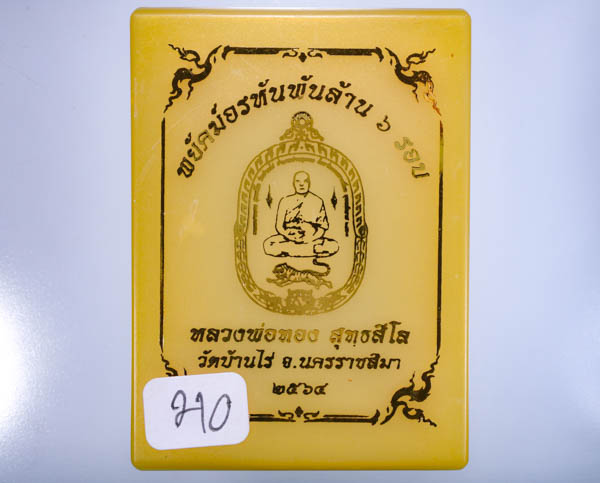 พยัคฆ์อรหันพันล้าน ๖ รอบ
หลวงพ่อทอง สุทธสีโล
วัดบ้านไร่ อ.นครราชสีมา
๒๕๖๔